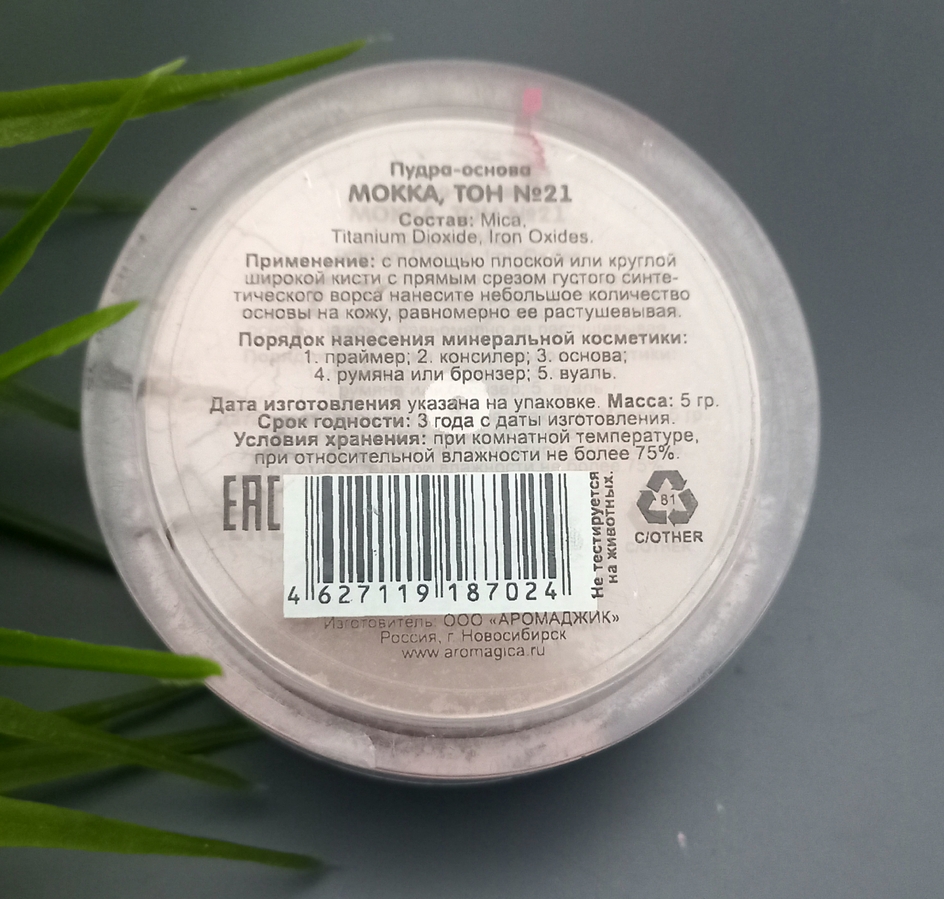 Пудра-основа
МОККА, ТОН №21
Состав: Mica,
Titanium Dioxide, Iron Oxides.
Применение: с помощью плоской или круглой
широкой кисти с прямым срезом густого синте-
тического ворса нанесите небольшое количество
основы на кожу, равномерно ее растушевывая.
Порядок нанесения минеральной косметики:
1. праймер; 2. консилер; 3. основа;
4. румяна или бронзер; 5. вуаль.
Дата изготовления указана на упаковке. Масса: 5 гр.
Срок годности: 3 года с даты изготовления.
Условия хранения: при комнатной температуре,
при относительной влажности не более 75%.
EAC
4 627119 187024
Не тестируется
на животных.
81
C/OTHER
Изготовитель: ООО «АРОМАДЖИК»
Россия, г. Новосибирск
www.aromagica.ru